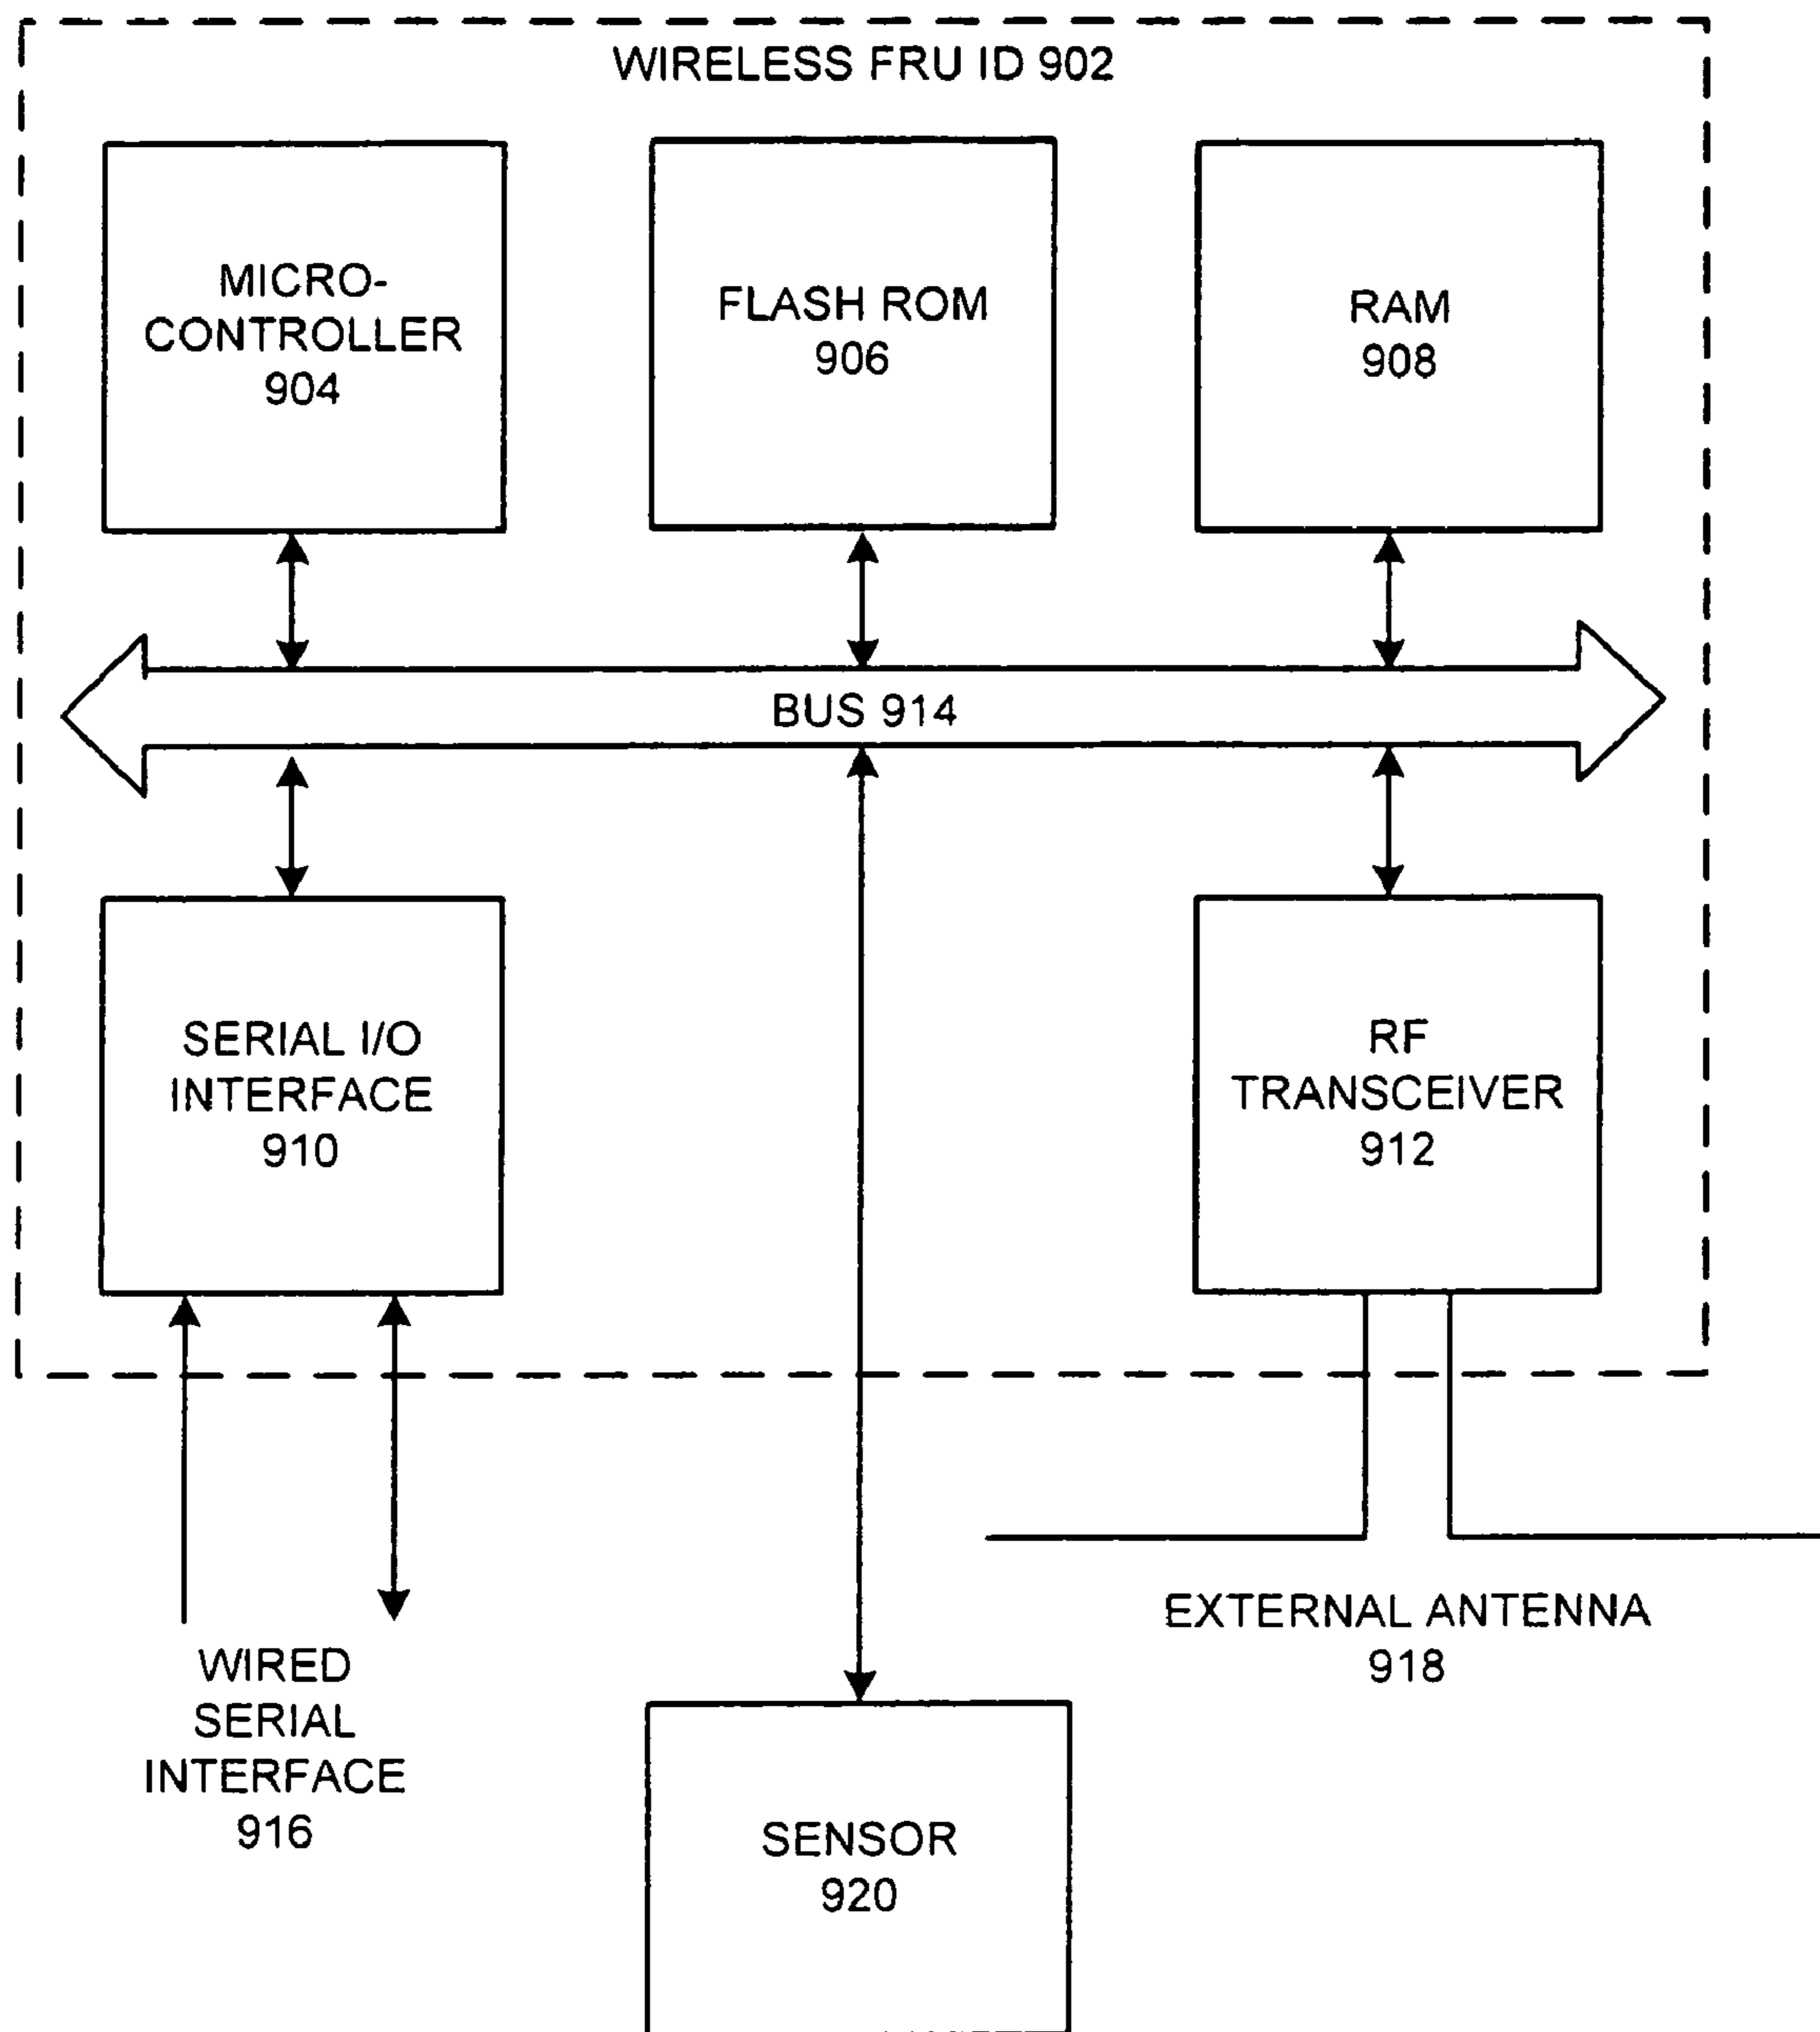 WIRELESS FRU ID 902
MICRO-
CONTROLLER
904
FLASH ROM
906
RAM
908
BUS 914
SERIAL I/O
INTERFACE
910
RF
TRANSCEIVER
912
WIRED
SERIAL
INTERFACE
916
EXTERNAL ANTENNA
918
SENSOR
920